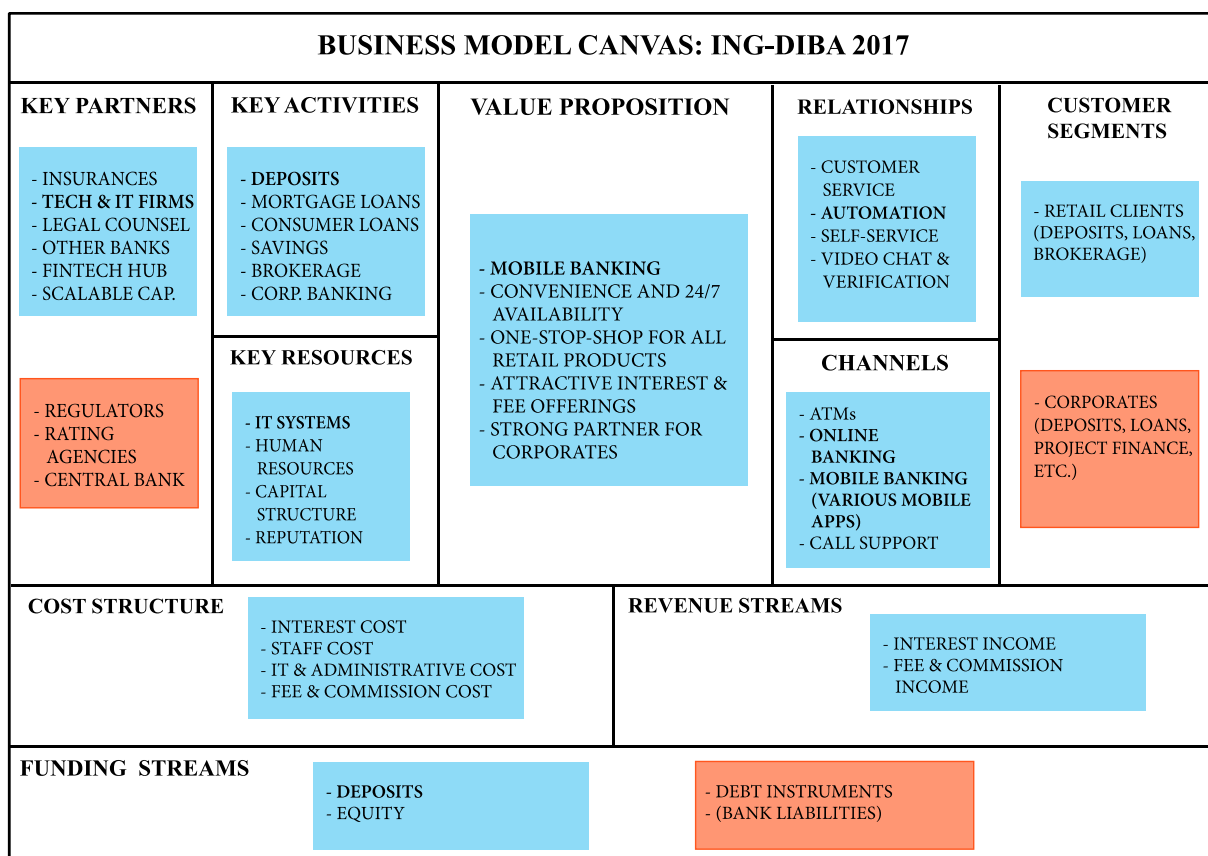 BUSINESS MODEL CANVAS: ING-DIBA 2017
KEY PARTNERS
- INSURANCES
- TECH & IT FIRMS
- LEGAL COUNSEL
- OTHER BANKS
- FINTECH HUB
- SCALABLE CAP.
- REGULATORS
- RATING
AGENCIES
- CENTRAL BANK
KEY ACTIVITIES
- DEPOSITS
- MORTGAGE LOANS
- CONSUMER LOANS
- SAVINGS
- BROKERAGE
- CORP. BANKING
KEY RESOURCES
- IT SYSTEMS
- HUMAN
RESOURCES
- CAPITAL
STRUCTURE
- REPUTATION
VALUE PROPOSITION
- MOBILE BANKING
- CONVENIENCE AND 24/7
AVAILABILITY
- ONE-STOP-SHOP FOR ALL
RETAIL PRODUCTS
- ATTRACTIVE INTEREST &
FEE OFFERINGS
- STRONG PARTNER FOR
CORPORATES
RELATIONSHIPS
- CUSTOMER
SERVICE
- AUTOMATION
- SELF-SERVICE
- VIDEO CHAT &
VERIFICATION
CHANNELS
- ATMs
- ONLINE
BANKING
- MOBILE BANKING
(VARIOUS MOBILE
APPS)
- CALL SUPPORT
CUSTOMER
SEGMENTS
- RETAIL CLIENTS
(DEPOSITS, LOANS,
BROKERAGE)
- CORPORATES
(DEPOSITS, LOANS,
PROJECT FINANCE,
ETC.)
COST STRUCTURE
- INTEREST COST
- STAFF COST
- IT & ADMINISTRATIVE COST
- FEE & COMMISSION COST
REVENUE STREAMS
- INTEREST INCOME
- FEE & COMMISSION
INCOME
FUNDING STREAMS
- DEPOSITS
- EQUITY
- DEBT INSTRUMENTS
- (BANK LIABILITIES)